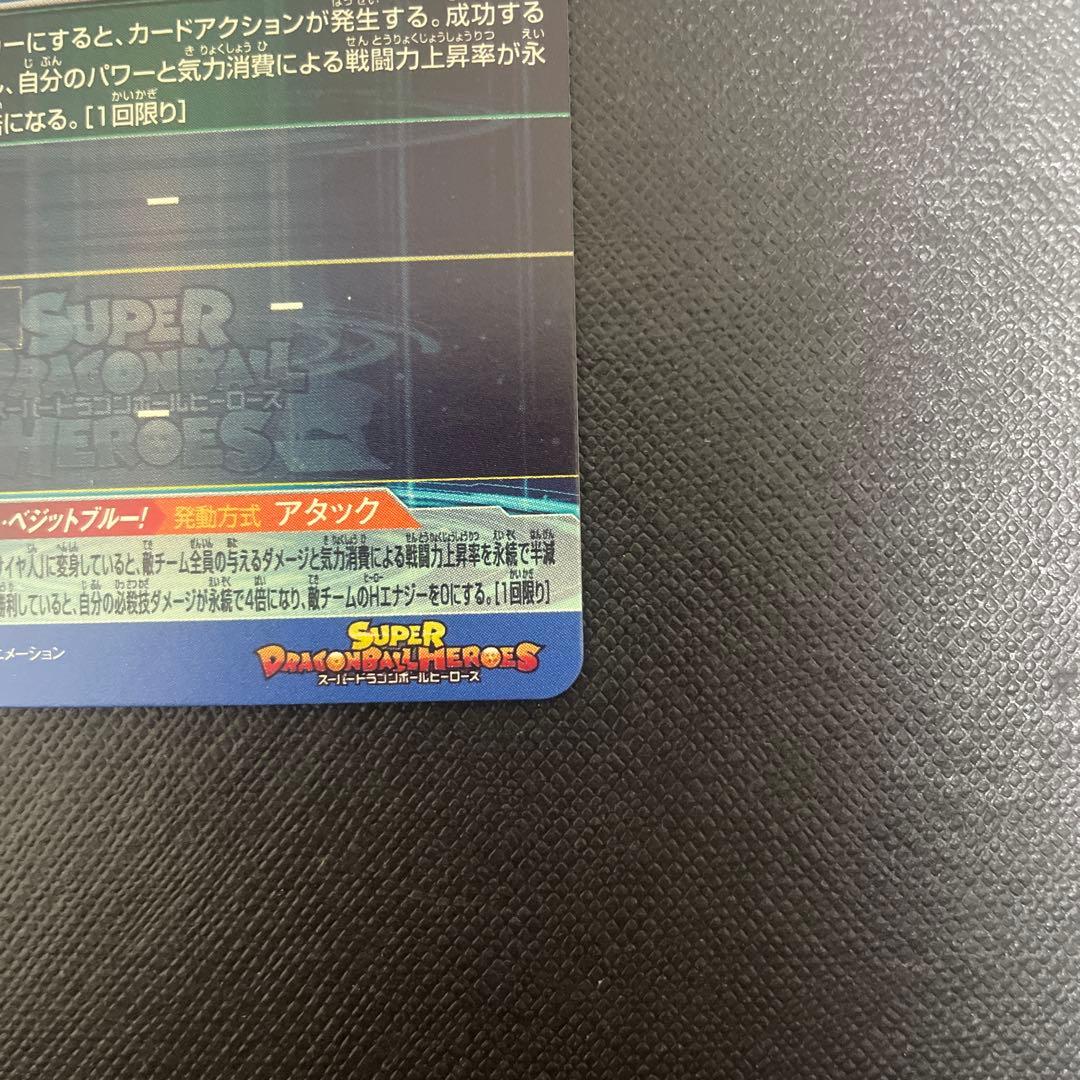 ーにすると、カードアクションが発生する。成功する
、自分のパワーと気力消費による戦闘力上昇率が永
倍になる。[1回限り]
SUPER
DRAGONBALL
スーパードラゴンボールヒーローズ
HEROES
・ベジットブルー! 発動方式 アタック
サイヤ人」に変身していると、敵チーム全員の与えるダメージと気力消費による戦闘力上昇率を永続で半減
勝利していると、自分の必殺技ダメージが永続で4倍になり、敵チームのHエナジーを0にする。[1回限り]
ニメーション
SUPER
DRAGONBALL HEROES
スーパードラゴンボールヒーローズ